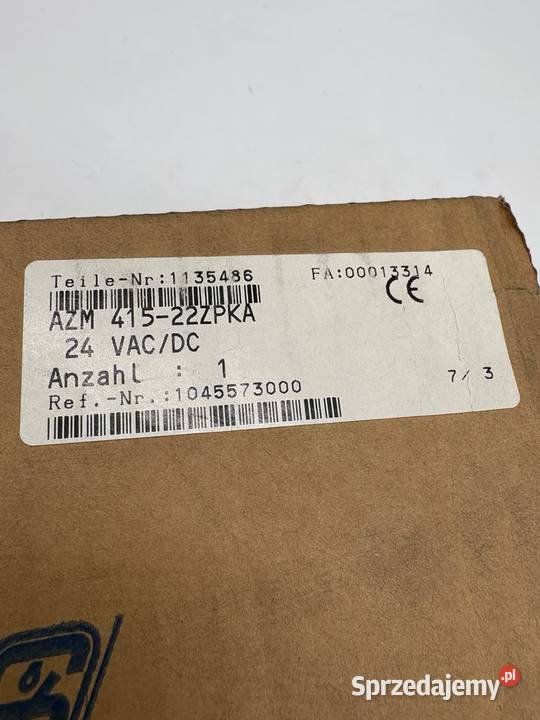 Teile-Nr:1135486 FA:00013314
CE
AZM 415-22ZPKA
24 VAC/DC
Anzahl : 1
7/ 3
Ref.-Nr.:1045573000
Sprzedajemy.pl